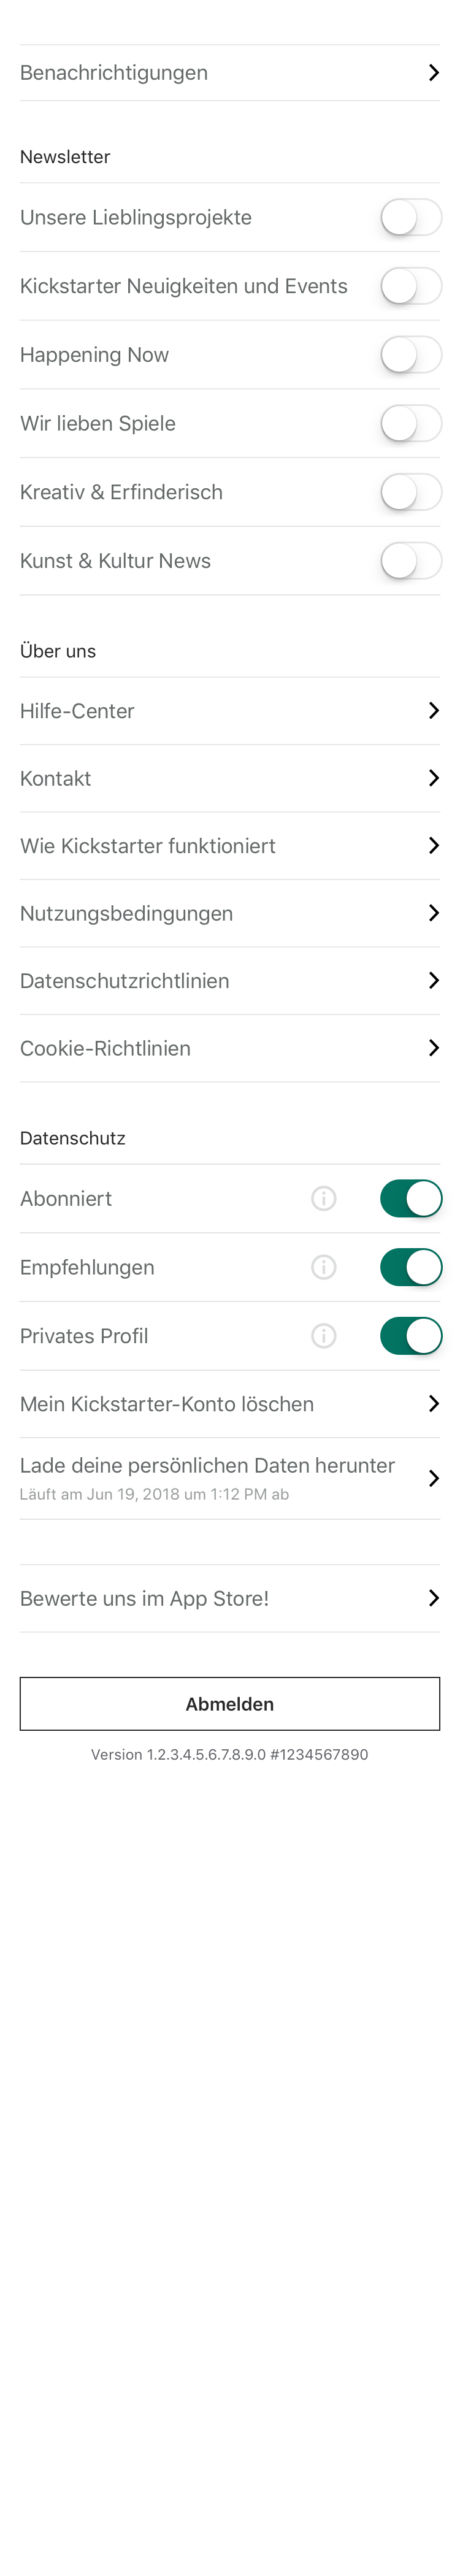 Benachrichtigungen
Newsletter
Unsere Lieblingsprojekte
Kickstarter Neuigkeiten und Events
Happening Now
Wir lieben Spiele
Kreativ & Erfinderisch
Kunst & Kultur News
Über uns
Hilfe-Center
Kontakt
Wie Kickstarter funktioniert
Nutzungsbedingungen
Datenschutzrichtlinien
Cookie-Richtlinien
Datenschutz
Abonniert
Empfehlungen
Privates Profil
Mein Kickstarter-Konto löschen
Lade deine persönlichen Daten herunter
Läuft am Jun 19, 2018 um 1:12 PM ab
Bewerte uns im App Store!
Abmelden
Version 1.2.3.4.5.6.7.8.9.0 #1234567890